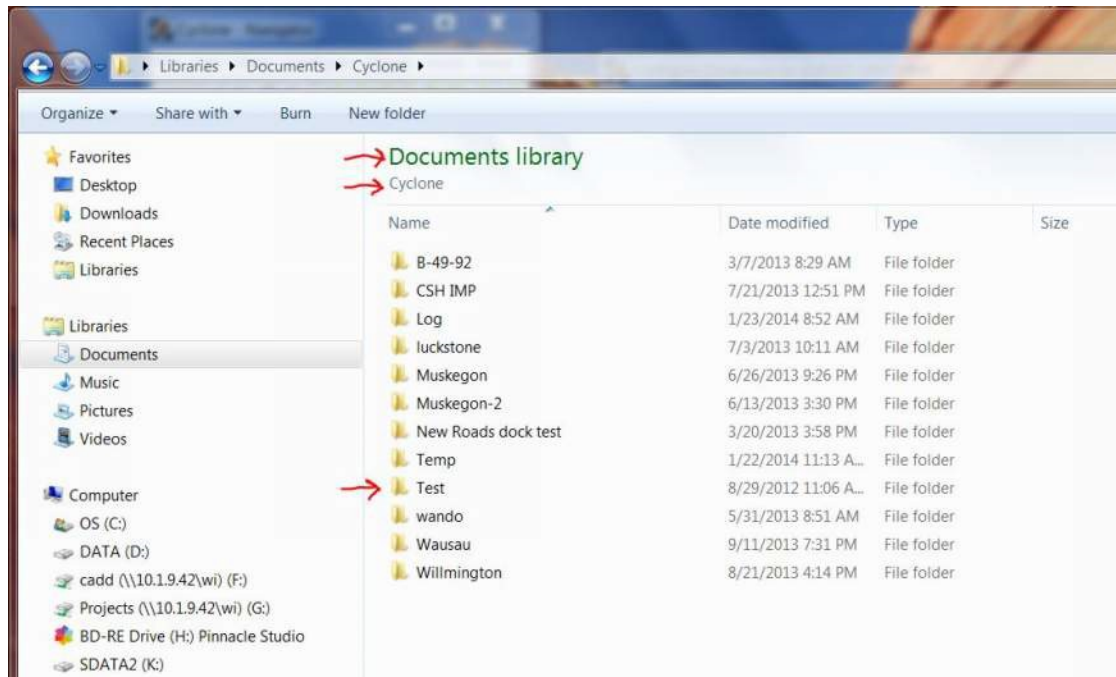 Cyclone - Navigator
Libraries Documents Cyclone
Organize Share with Burn New folder
Favorites
Desktop
Downloads
Recent Places
Libraries
Libraries
Documents
Music
Pictures
Videos
Computer
OS (C:)
DATA (D:)
cadd (\\10.1.9.42\wi) (F:)
Projects (\\10.1.9.42\wi) (G:)
BD-RE Drive (H:) Pinnacle Studio
SDATA2 (K:)
Documents library
Cyclone
Name Date modified Type Size
B-49-92 3/7/2013 8:29 AM File folder
CSH IMP 7/21/2013 12:51 PM File folder
Log 1/23/2014 8:52 AM File folder
luckstone 7/3/2013 10:11 AM File folder
Muskegon 6/26/2013 9:26 PM File folder
Muskegon-2 6/13/2013 3:30 PM File folder
New Roads dock test 3/20/2013 3:58 PM File folder
Temp 1/22/2014 11:13 A... File folder
Test 8/29/2012 11:06 A... File folder
wando 5/31/2013 8:51 AM File folder
Wausau 9/11/2013 7:31 PM File folder
Willmington 8/21/2013 4:14 PM File folder